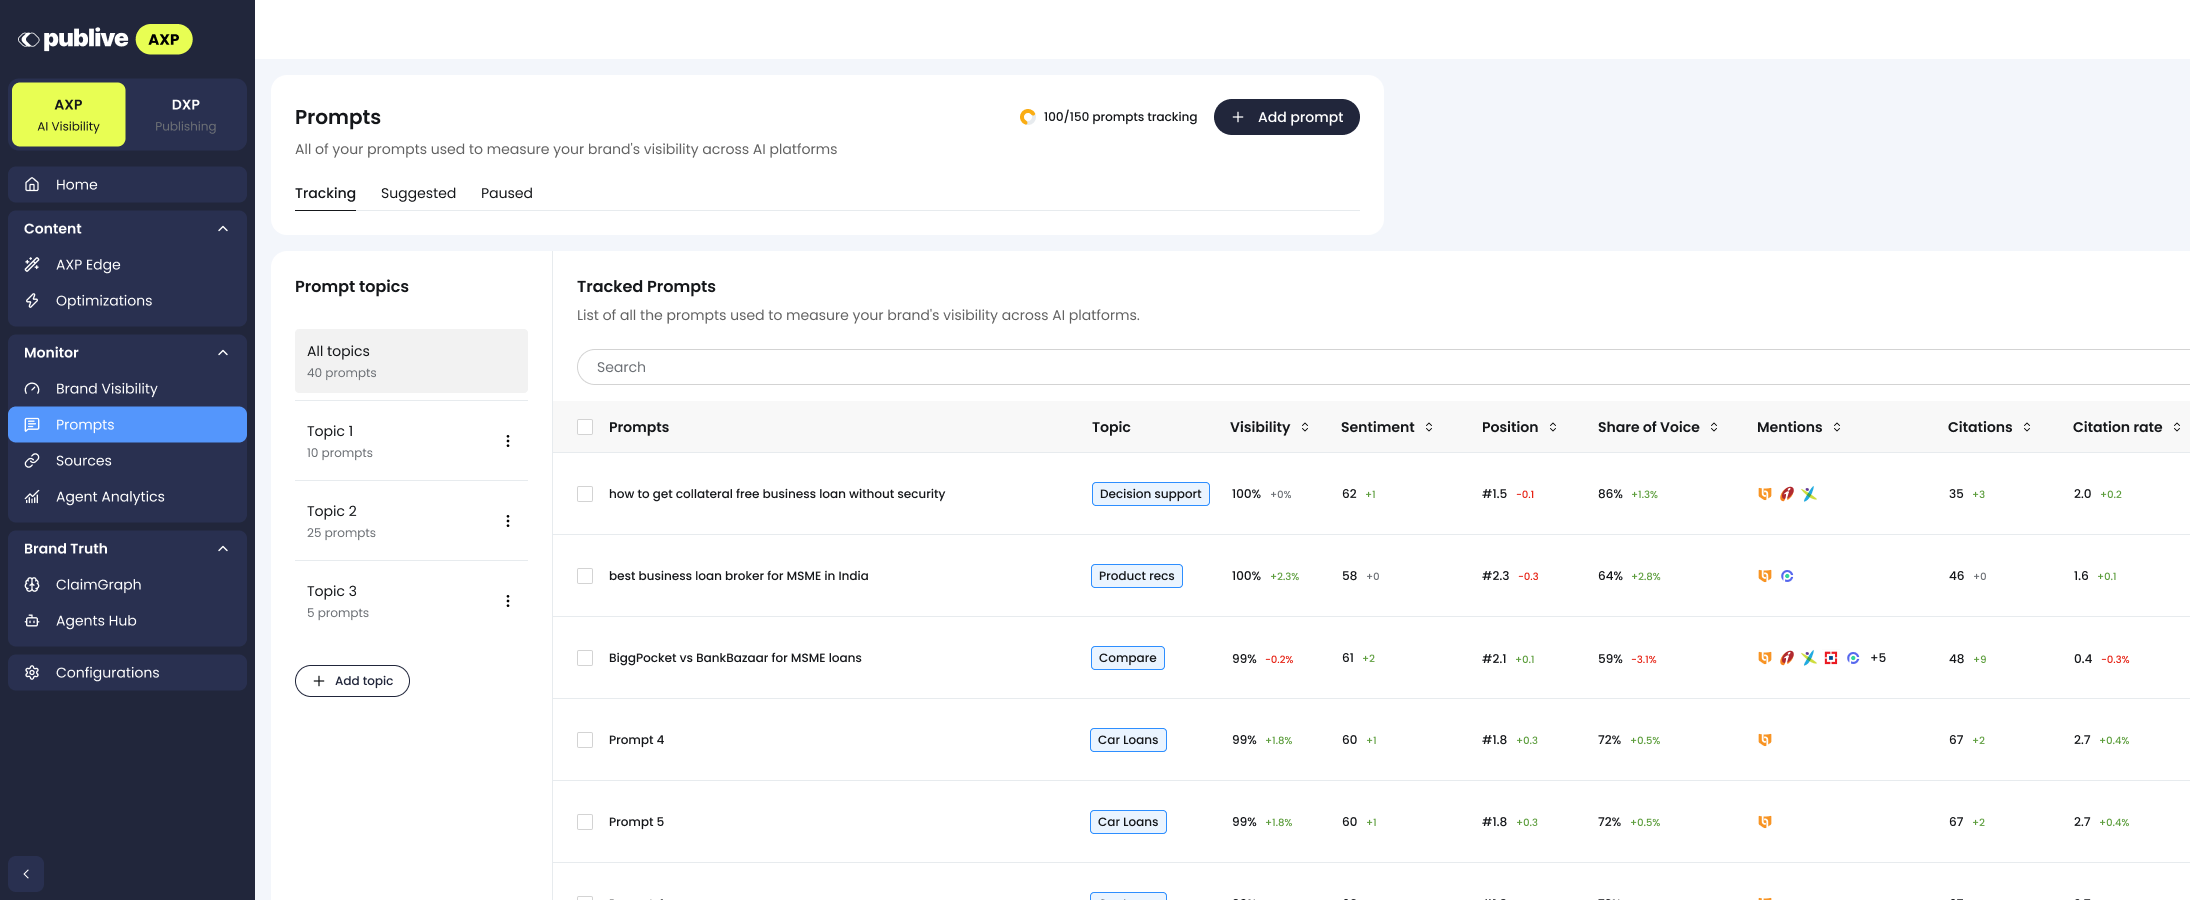 publive AXP
AXP
AI Visibility
DXP
Publishing
Home
Content
AXP Edge
Optimizations
Monitor
Brand Visibility
Prompts
Sources
Agent Analytics
Brand Truth
ClaimGraph
Agents Hub
Configurations
Prompts
100/150 prompts tracking
+ Add prompt
All of your prompts used to measure your brand's visibility across AI platforms
Tracking Suggested Paused
Prompt topics
All topics
40 prompts
Topic 1
10 prompts
Topic 2
25 prompts
Topic 3
5 prompts
+ Add topic
Tracked Prompts
List of all the prompts used to measure your brand's visibility across AI platforms.
Search
Prompts Topic Visibility Sentiment Position Share of Voice Mentions Citations Citation rate
how to get collateral free business loan without security Decision support 100% +0% 62 +1 #1.5 -0.1 86% +1.3% 35 +3 2.0 +0.2
best business loan broker for MSME in India Product recs 100% +2.3% 58 +0 #2.3 -0.3 64% +2.8% 46 +0 1.6 +0.1
BiggPocket vs BankBazaar for MSME loans Compare 99% -0.2% 61 +2 #2.1 +0.1 59% -3.1% +5 48 +9 0.4 -0.3%
Prompt 4 Car Loans 99% +1.8% 60 +1 #1.8 +0.3 72% +0.5% 67 +2 2.7 +0.4%
Prompt 5 Car Loans 99% +1.8% 60 +1 #1.8 +0.3 72% +0.5% 67 +2 2.7 +0.4%